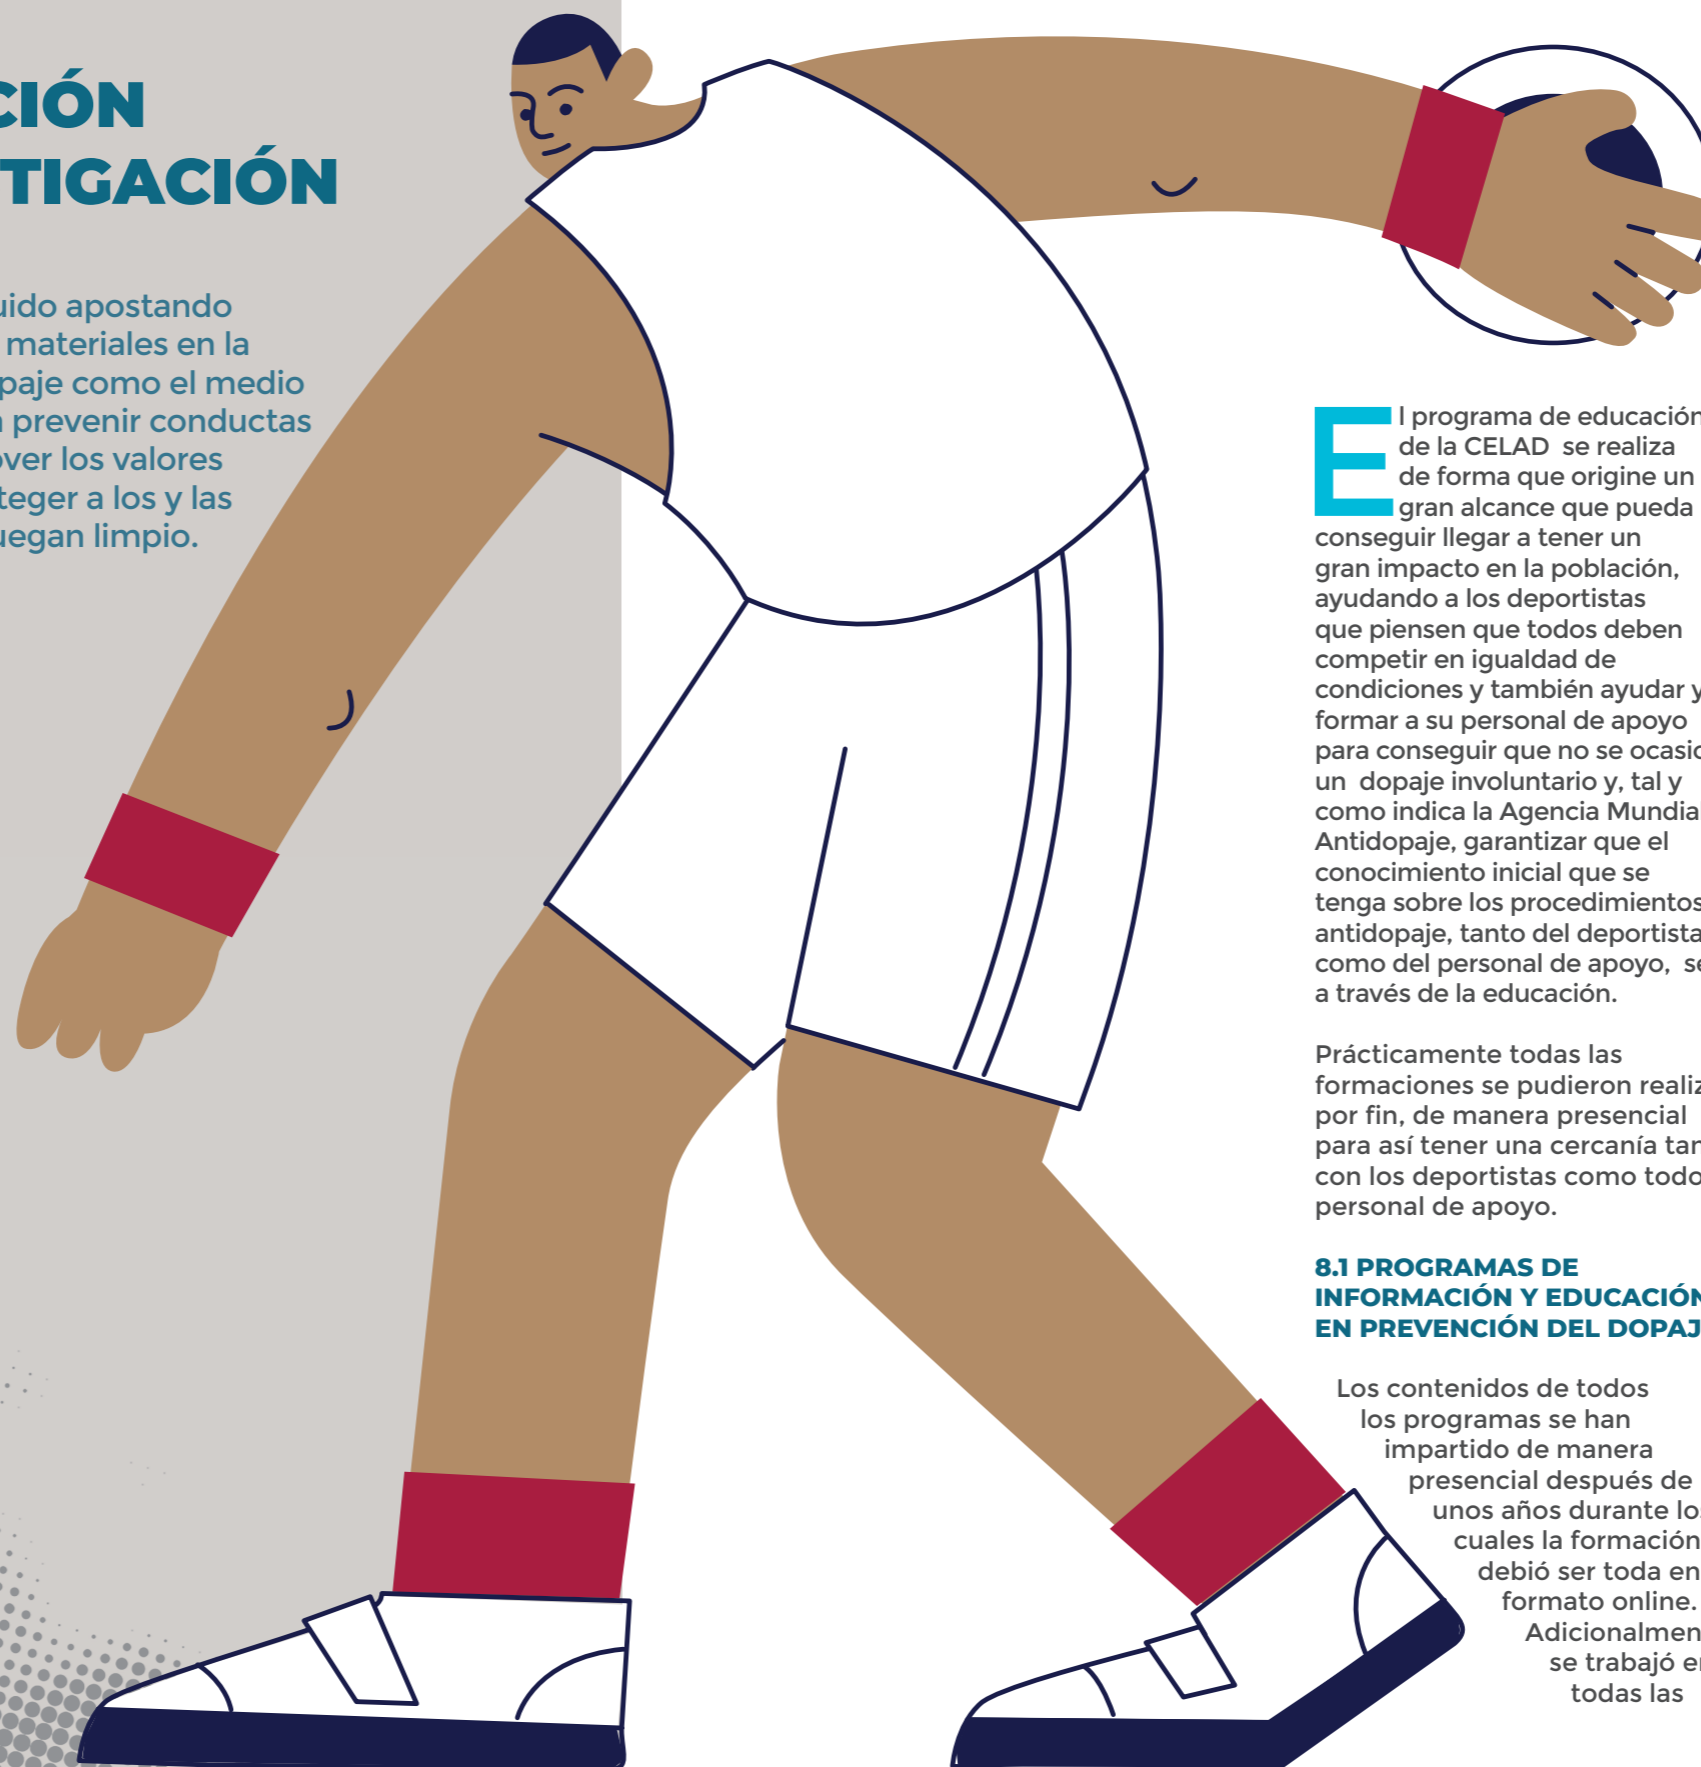 CIÓN
TIGACIÓN
uido apostando
materiales en la
paje como el medio
prevenir conductas
over los valores
teger a los y las
uegan limpio.
El programa de educación
de la CELAD se realiza
de forma que origine un
gran alcance que pueda
conseguir llegar a tener un
gran impacto en la población,
ayudando a los deportistas
que piensen que todos deben
competir en igualdad de
condiciones y también ayudar y
formar a su personal de apoyo
para conseguir que no se ocasio
un dopaje involuntario y, tal y
como indica la Agencia Mundial
Antidopaje, garantizar que el
conocimiento inicial que se
tenga sobre los procedimientos
antidopaje, tanto del deportista
como del personal de apoyo, se
a través de la educación.
Prácticamente todas las
formaciones se pudieron realiz
por fin, de manera presencial
para así tener una cercanía tan
con los deportistas como todo
personal de apoyo.
8.1 PROGRAMAS DE
INFORMACIÓN Y EDUCACIÓN
EN PREVENCIÓN DEL DOPAJ
Los contenidos de todos
los programas se han
impartido de manera
presencial después de
unos años durante los
cuales la formación
debió ser toda en
formato online.
Adicionalmen
se trabajó en
todas las